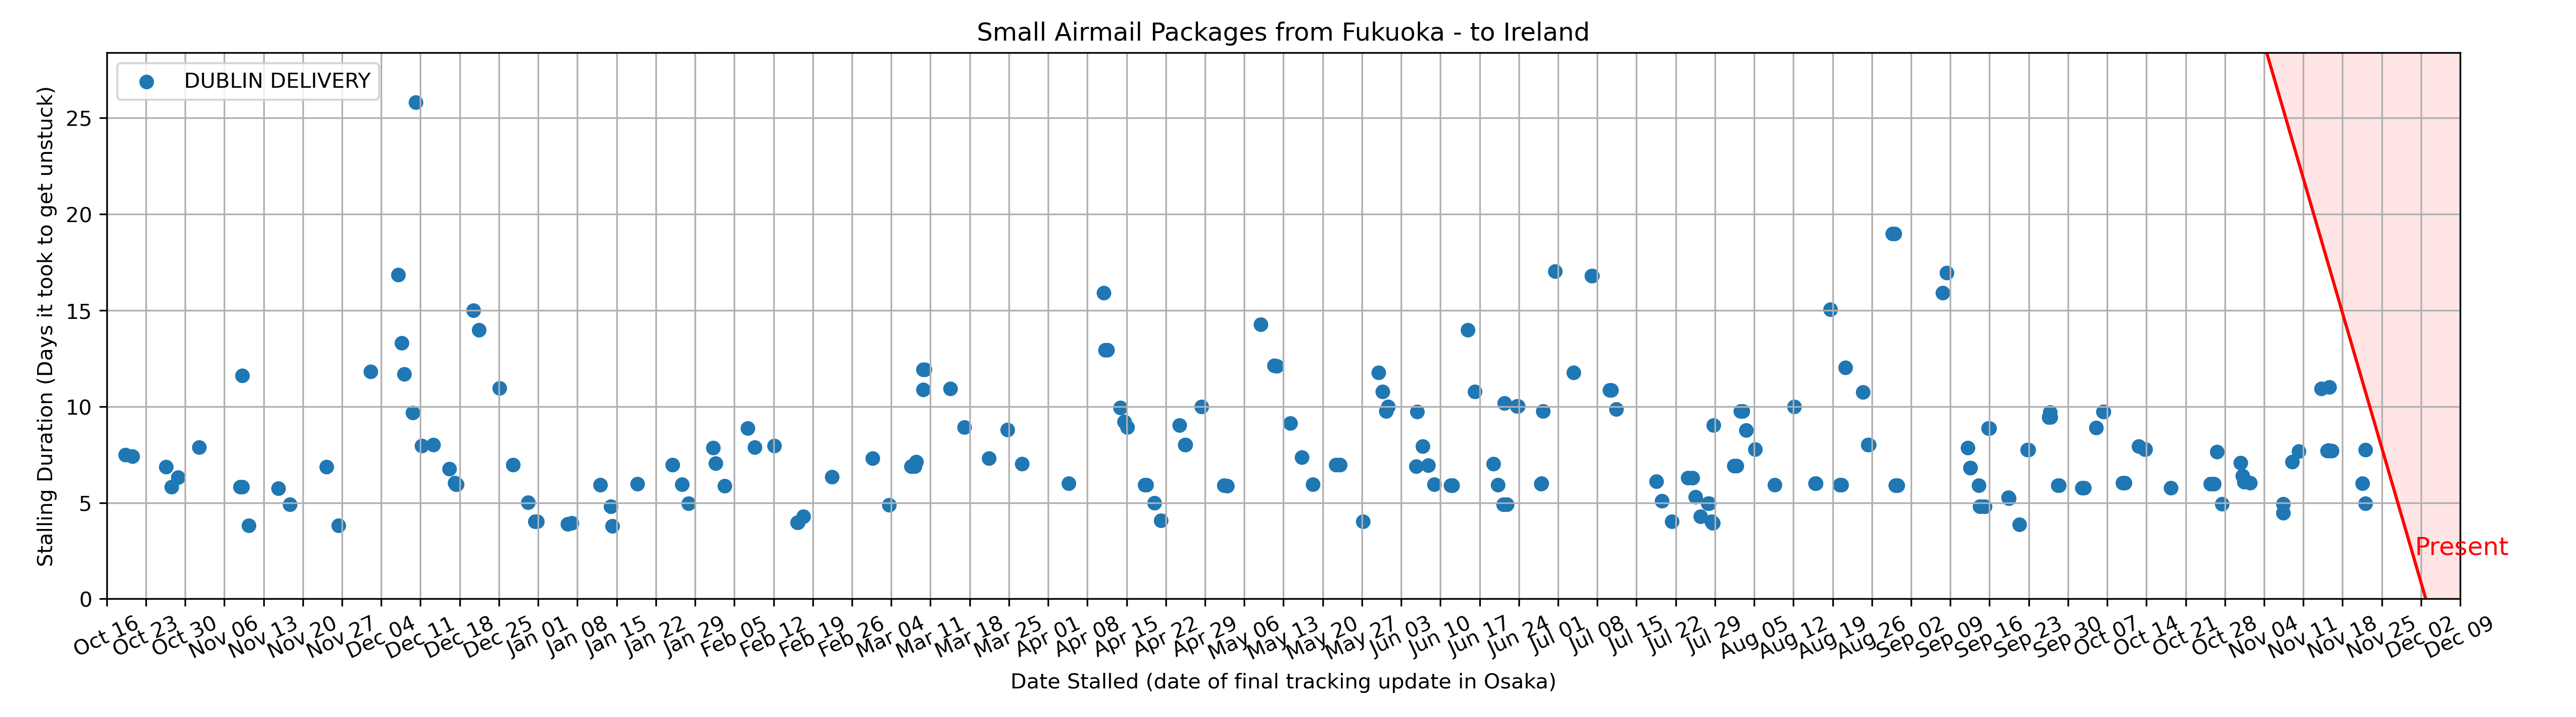 Small Airmail Packages from Fukuoka - to Ireland
DUBLIN DELIVERY
Stalling Duration (Days it took to get unstuck)
25
20
15
10
5
0
Present
Oct 16 Oct 23 Oct 30 Nov 06 Nov 13 Nov 20 Nov 27 Dec 04 Dec 11 Dec 18 Dec 25 Jan 01 Jan 08 Jan 15 Jan 22 Jan 29 Feb 05 Feb 12 Feb 19 Feb 26 Mar 04 Mar 11 Mar 18 Mar 25 Apr 01 Apr 08 Apr 15 Apr 22 Apr 29 May 06 May 13 May 20 May 27 Jun 03 Jun 10 Jun 17 Jun 24 Jul 01 Jul 08 Jul 15 Jul 22 Jul 29 Aug 05 Aug 12 Aug 19 Aug 26 Sep 02 Sep 09 Sep 16 Sep 23 Sep 30 Oct 07 Oct 14 Oct 21 Oct 28 Nov 04 Nov 11 Nov 18 Nov 25 Dec 02 Dec 09
Date Stalled (date of final tracking update in Osaka)